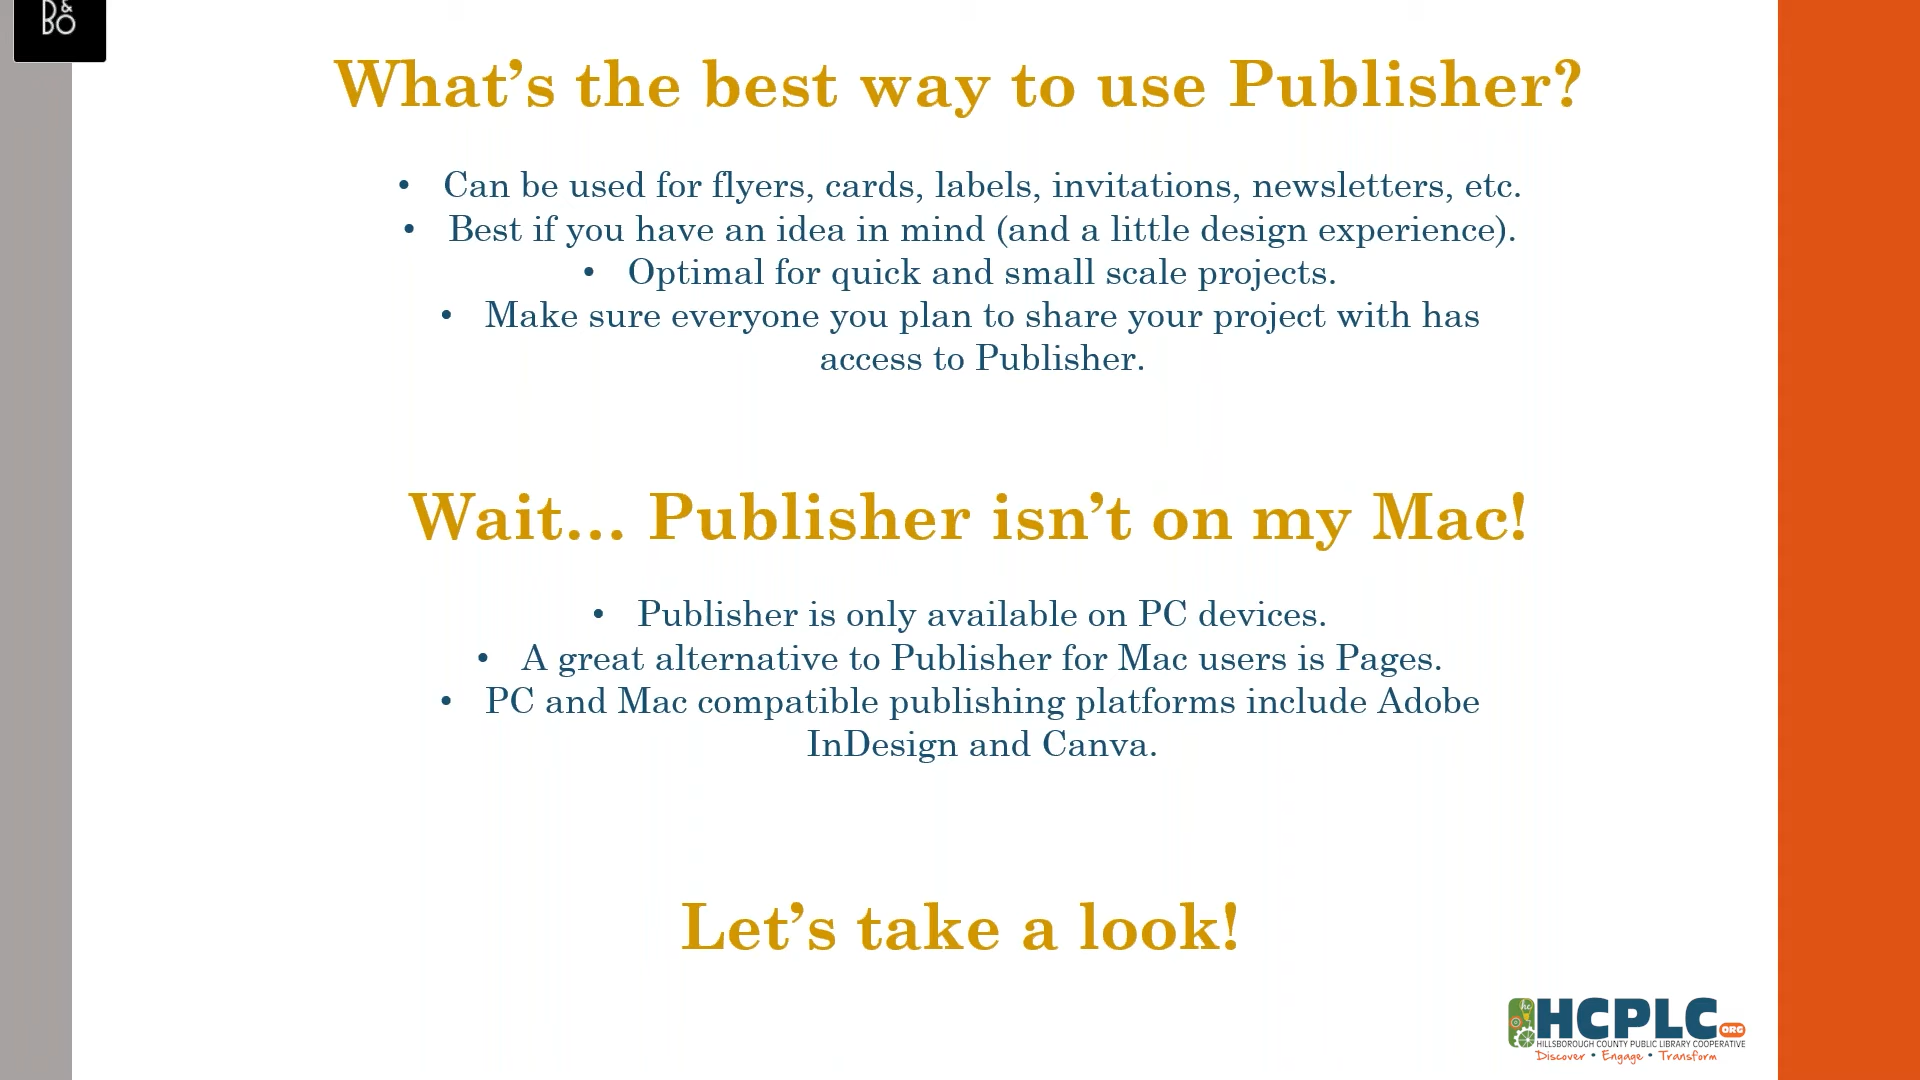 B&
BO
What’s the best way to use Publisher?
• Can be used for flyers, cards, labels, invitations, newsletters, etc.
• Best if you have an idea in mind (and a little design experience).
• Optimal for quick and small scale projects.
• Make sure everyone you plan to share your project with has
access to Publisher.
Wait… Publisher isn’t on my Mac!
• Publisher is only available on PC devices.
• A great alternative to Publisher for Mac users is Pages.
• PC and Mac compatible publishing platforms include Adobe
InDesign and Canva.
Let’s take a look!
hc
HCPLC ORG
HILLSBOROUGH COUNTY PUBLIC LIBRARY COOPERATIVE
Discover • Engage • Transform